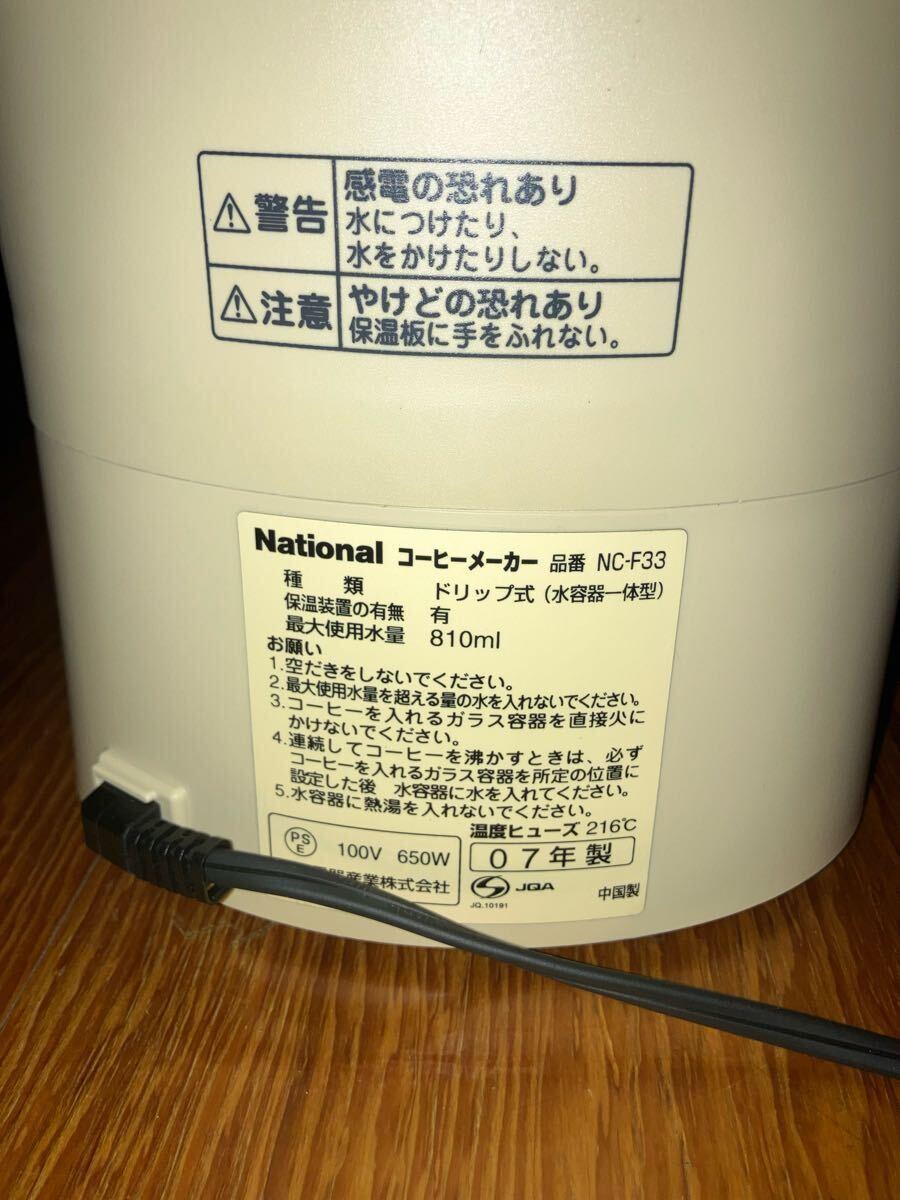 警告
感電の恐れあり
水につけたり、
水をかけたりしない。
注意
やけどの恐れあり
保温板に手をふれない。
National コーヒーメーカー 品番 NC-F33
種 類 ドリップ式(水容器一体型)
保温装置の有無 有
最大使用水量 810ml
お願い
1.空だきをしないでください。
2.最大使用水量を超える量の水を入れないでください。
3.コーヒーを入れるガラス容器を直接火に
かけないでください。
4.連続してコーヒーを沸かすときは、必ず
コーヒーを入れるガラス容器を所定の位置に
設定した後 水容器に水を入れてください。
5.水容器に熱湯を入れないでください。
温度ヒューズ 216℃
PSE 100V 650W
07年製
器産業株式会社
JQA
JQ.10191
中国製